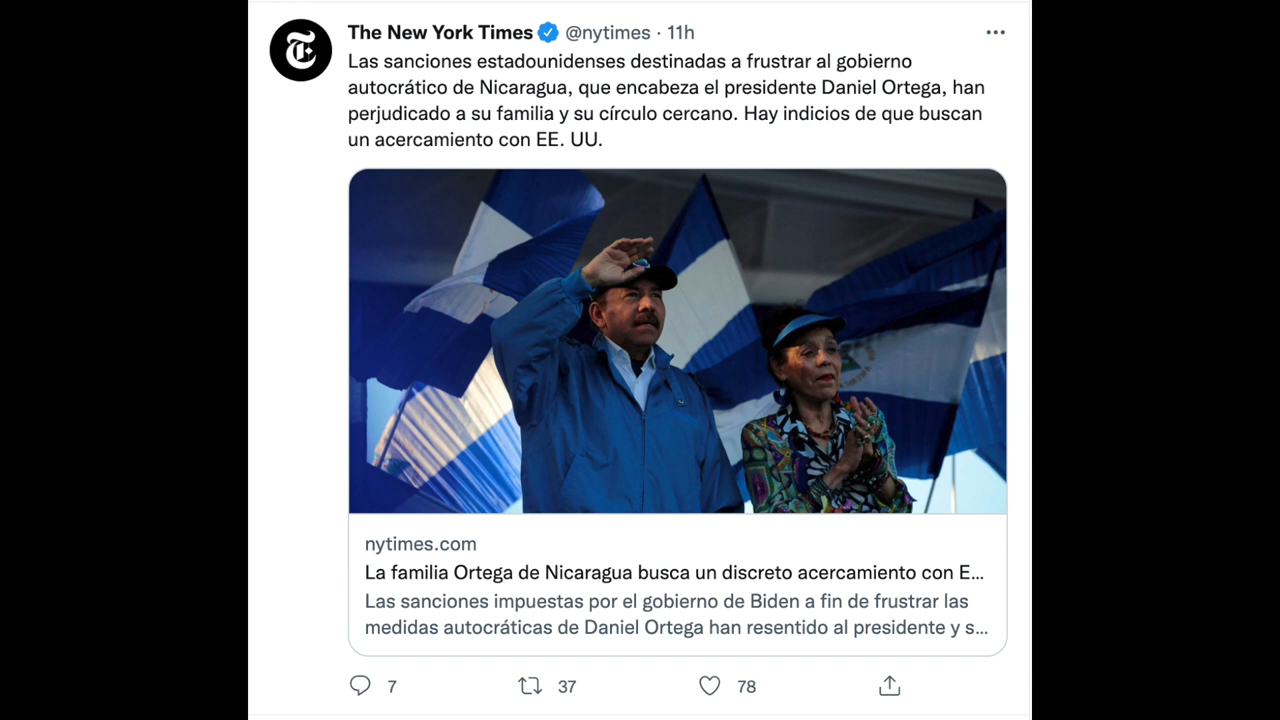 The New York Times @nytimes · 11h
Las sanciones estadounidenses destinadas a frustrar al gobierno
autocrático de Nicaragua, que encabeza el presidente Daniel Ortega, han
perjudicado a su familia y su círculo cercano. Hay indicios de que buscan
un acercamiento con EE. UU.
nytimes.com
La familia Ortega de Nicaragua busca un discreto acercamiento con E...
Las sanciones impuestas por el gobierno de Biden a fin de frustrar las
medidas autocráticas de Daniel Ortega han resentido al presidente y s...
7 37 78